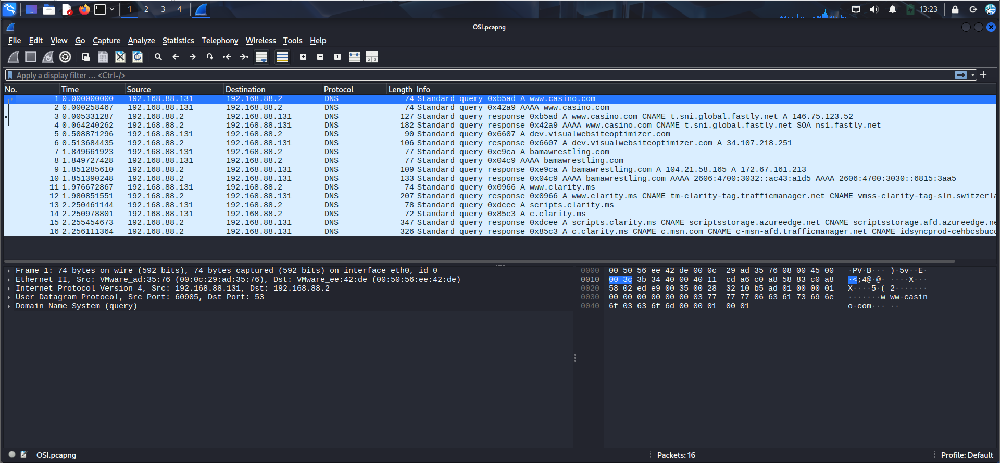 1 2 3 4 13:23
OSI.pcapng
File Edit View Go Capture Analyze Statistics Telephony Wireless Tools Help
Apply a display filter … <Ctrl-/>
No. Time Source Destination Protocol Length Info
1 0.000000000 192.168.88.131 192.168.88.2 DNS 74 Standard query 0xb5ad A www.casino.com
2 0.000258467 192.168.88.131 192.168.88.2 DNS 74 Standard query 0x42a9 AAAA www.casino.com
3 0.005331287 192.168.88.2 192.168.88.131 DNS 127 Standard query response 0xb5ad A www.casino.com CNAME t.sni.global.fastly.net A 146.75.123.52
4 0.064240262 192.168.88.2 192.168.88.131 DNS 182 Standard query response 0x42a9 AAAA www.casino.com CNAME t.sni.global.fastly.net SOA ns1.fastly.net
5 0.508871296 192.168.88.131 192.168.88.2 DNS 90 Standard query 0x6607 A dev.visualwebsiteoptimizer.com
6 0.513684435 192.168.88.2 192.168.88.131 DNS 106 Standard query response 0x6607 A dev.visualwebsiteoptimizer.com A 34.107.218.251
7 1.849661923 192.168.88.131 192.168.88.2 DNS 77 Standard query 0xe9ca A bamawrestling.com
8 1.849727428 192.168.88.131 192.168.88.2 DNS 77 Standard query 0x04c9 AAAA bamawrestling.com
9 1.851285610 192.168.88.2 192.168.88.131 DNS 109 Standard query response 0xe9ca A bamawrestling.com A 104.21.58.165 A 172.67.161.213
10 1.851390248 192.168.88.2 192.168.88.131 DNS 133 Standard query response 0x04c9 AAAA bamawrestling.com AAAA 2606:4700:3032::ac43:a1d5 AAAA 2606:4700:3030::6815:3aa5
11 1.976672867 192.168.88.131 192.168.88.2 DNS 74 Standard query 0x0966 A www.clarity.ms
12 1.980851551 192.168.88.2 192.168.88.131 DNS 207 Standard query response 0x0966 A www.clarity.ms CNAME tm-clarity-tag.trafficmanager.net CNAME vmss-clarity-tag-sln.switzerla
13 2.250461144 192.168.88.131 192.168.88.2 DNS 78 Standard query 0xdcee A scripts.clarity.ms
14 2.250978801 192.168.88.131 192.168.88.2 DNS 72 Standard query 0x85c3 A c.clarity.ms
15 2.255454673 192.168.88.2 192.168.88.131 DNS 347 Standard query response 0xdcee A scripts.clarity.ms CNAME scriptsstorage.azureedge.net CNAME scriptsstorage.afd.azureedge.ne
16 2.256111364 192.168.88.2 192.168.88.131 DNS 326 Standard query response 0x85c3 A c.clarity.ms CNAME c.msn.com CNAME c-msn-afd.trafficmanager.net CNAME idsyncprod-cehbcsbucc
Frame 1: 74 bytes on wire (592 bits), 74 bytes captured (592 bits) on interface eth0, id 0
Ethernet II, Src: VMware_ad:35:76 (00:0c:29:ad:35:76), Dst: VMware_ee:42:de (00:50:56:ee:42:de)
Internet Protocol Version 4, Src: 192.168.88.131, Dst: 192.168.88.2
User Datagram Protocol, Src Port: 60905, Dst Port: 53
Domain Name System (query)
0000 00 50 56 ee 42 de 00 0c 29 ad 35 76 08 00 45 00 ·PV·B··· )·5v··E·
0010 00 3c 3b 34 40 00 40 11 cd a6 c0 a8 58 83 c0 a8 ·<;4@·@· ····X···
0020 58 02 ed e9 00 35 00 28 32 10 b5 ad 01 00 00 01 X····5·( 2·······
0030 00 00 00 00 00 00 03 77 77 77 06 63 61 73 69 6e ·······w ww·casin
0040 6f 03 63 6f 6d 00 00 01 00 01 o·com··· ··
OSI.pcapng Packets: 16 Profile: Default